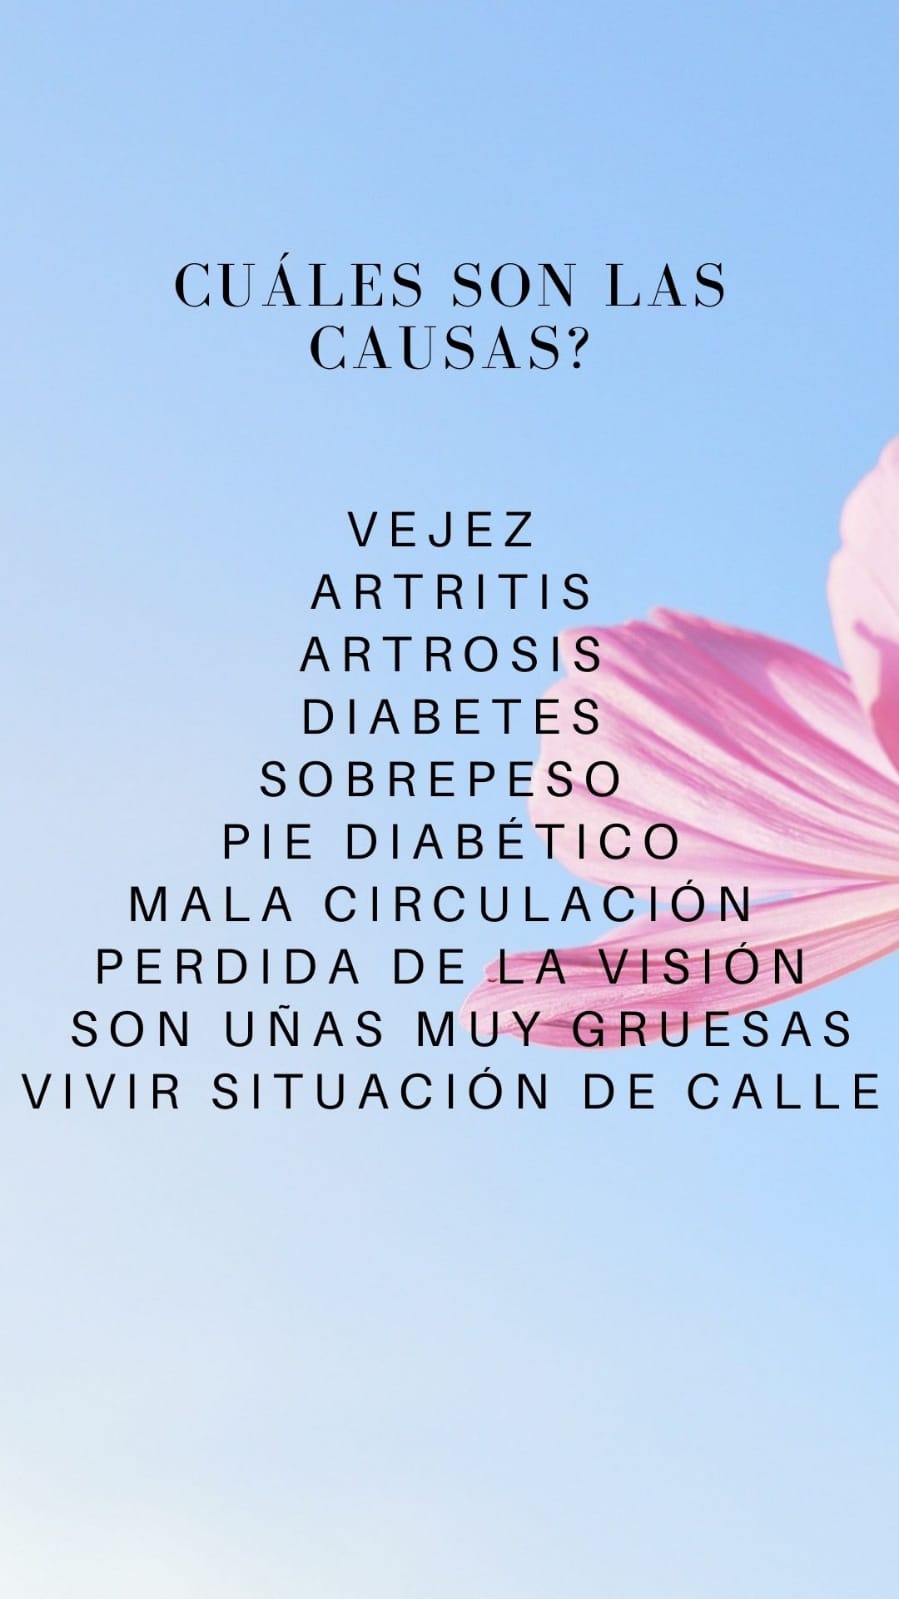 CUÁLES SON LAS
CAUSAS?
VEJEZ
ARTRITIS
ARTROSIS
DIABETES
SOBREPESO
PIE DIABÉTICO
MALA CIRCULACIÓN
PERDIDA DE LA VISIÓN
SON UÑAS MUY GRUESAS
VIVIR SITUACIÓN DE CALLE